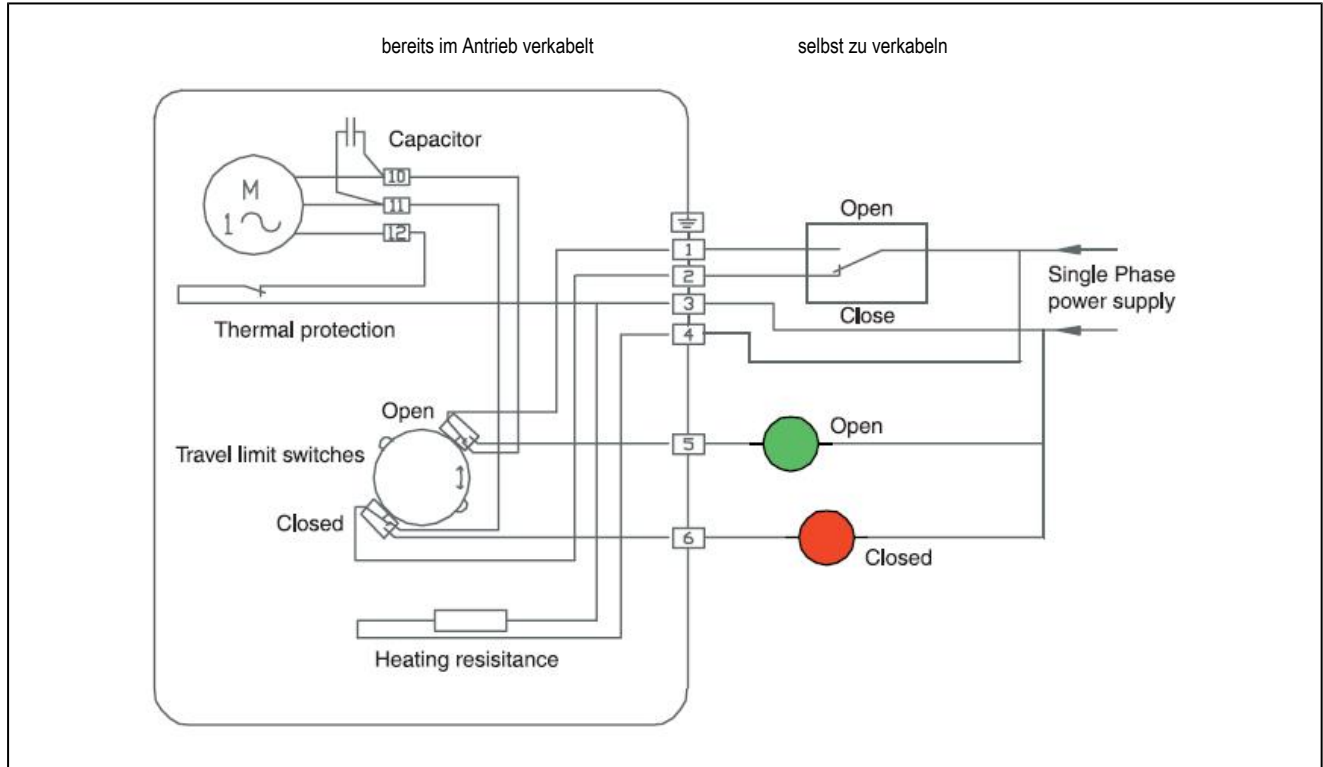 bereits im Antrieb verkabelt
selbst zu verkabeln
Capacitor
M
1
10
11
12
Thermal protection
Open
Travel limit switches
Closed
Heating resisitance
1
2
3
4
5
6
Open
Close
Single Phase
power supply
Open
Closed